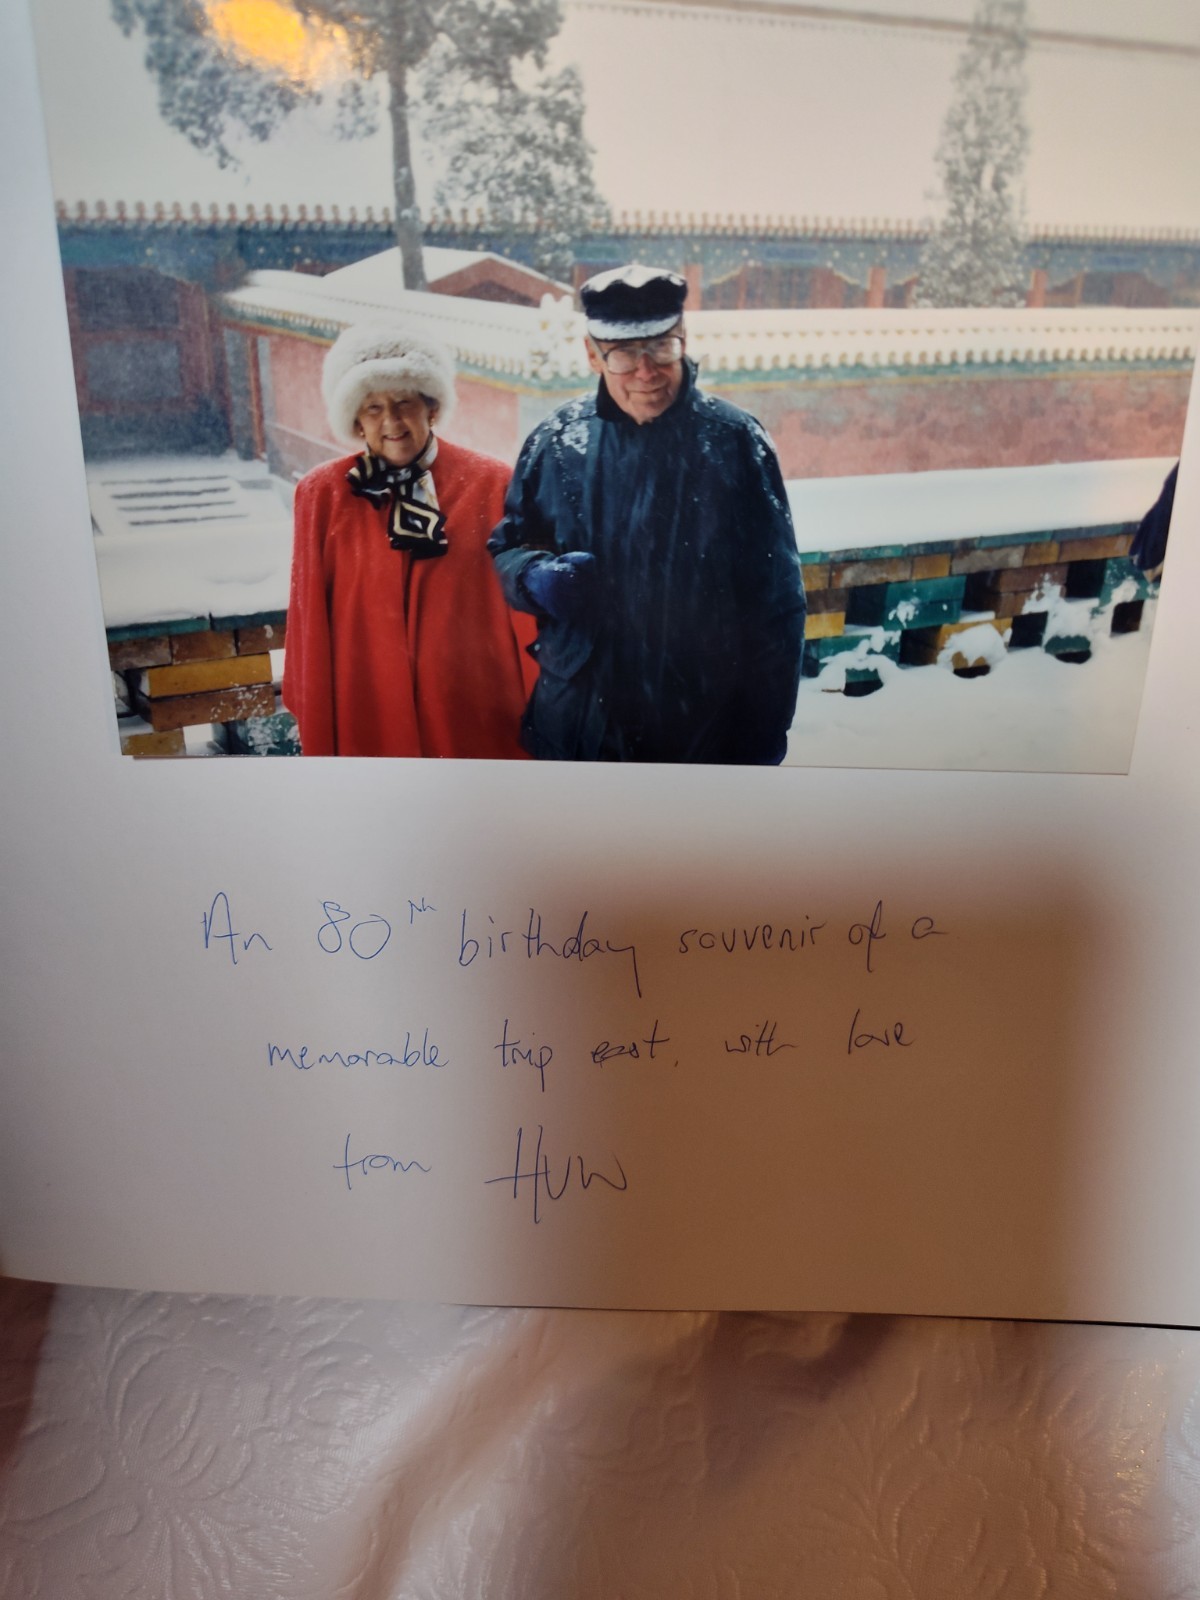 An 80th birthday souvenir of a
memorable trip east, with love
from HUW